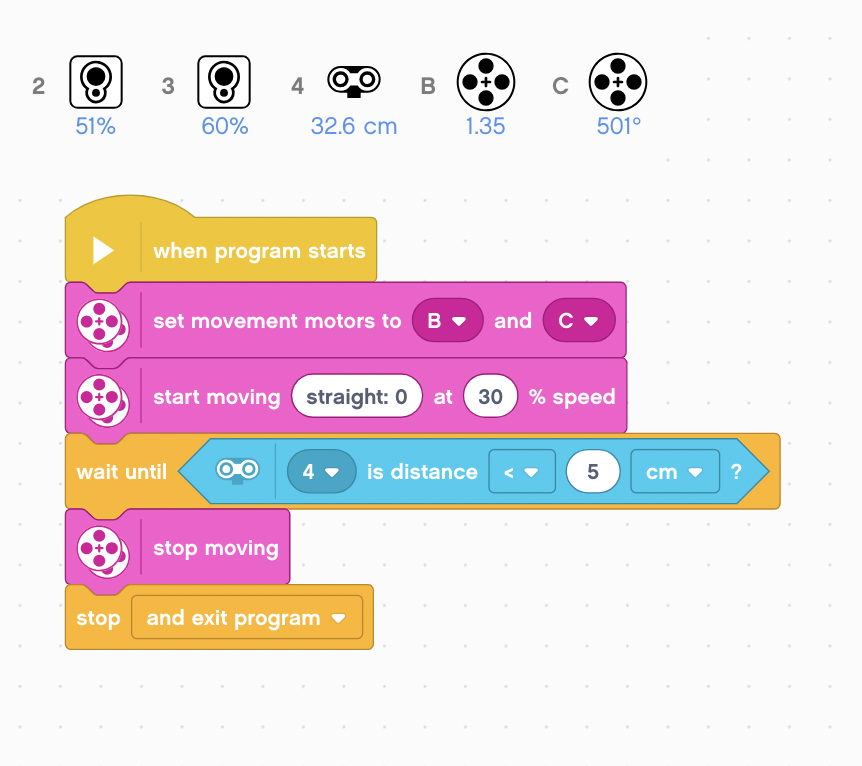 2 3 4 B C
51% 60% 32.6 cm 1.35 501°
when program starts
set movement motors to B and C
start moving straight: 0 at 30 % speed
wait until 4 is distance < 5 cm ?
stop moving
stop and exit program